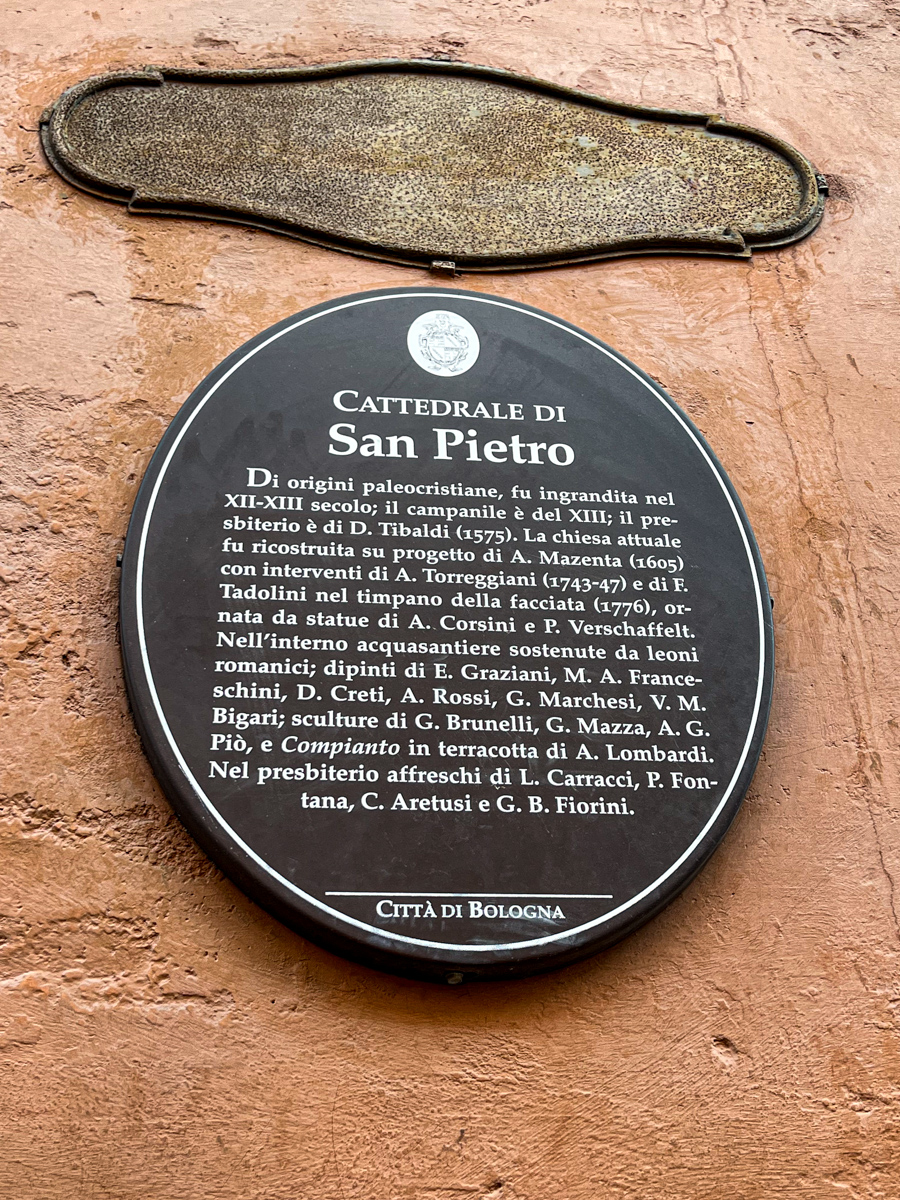 CATTEDRALE DI
San Pietro
Di origini paleocristiane, fu ingrandita nel
XII-XIII secolo; il campanile è del XIII; il pre-
sbiterio è di D. Tibaldi (1575). La chiesa attuale
fu ricostruita su progetto di A. Mazenta (1605)
con interventi di A. Torreggiani (1743-47) e di F.
Tadolini nel timpano della facciata (1776), or-
nata da statue di A. Corsini e P. Verschaffelt.
Nell'interno acquasantiere sostenute da leoni
romanici; dipinti di E. Graziani, M. A. France-
schini, D. Creti, A. Rossi, G. Marchesi, V. M.
Bigari; sculture di G. Brunelli, G. Mazza, A. G.
Piò, e Compianto in terracotta di A. Lombardi.
Nel presbiterio affreschi di L. Carracci, P. Fon-
tana, C. Aretusi e G. B. Fiorini.
CITTÀ DI BOLOGNA